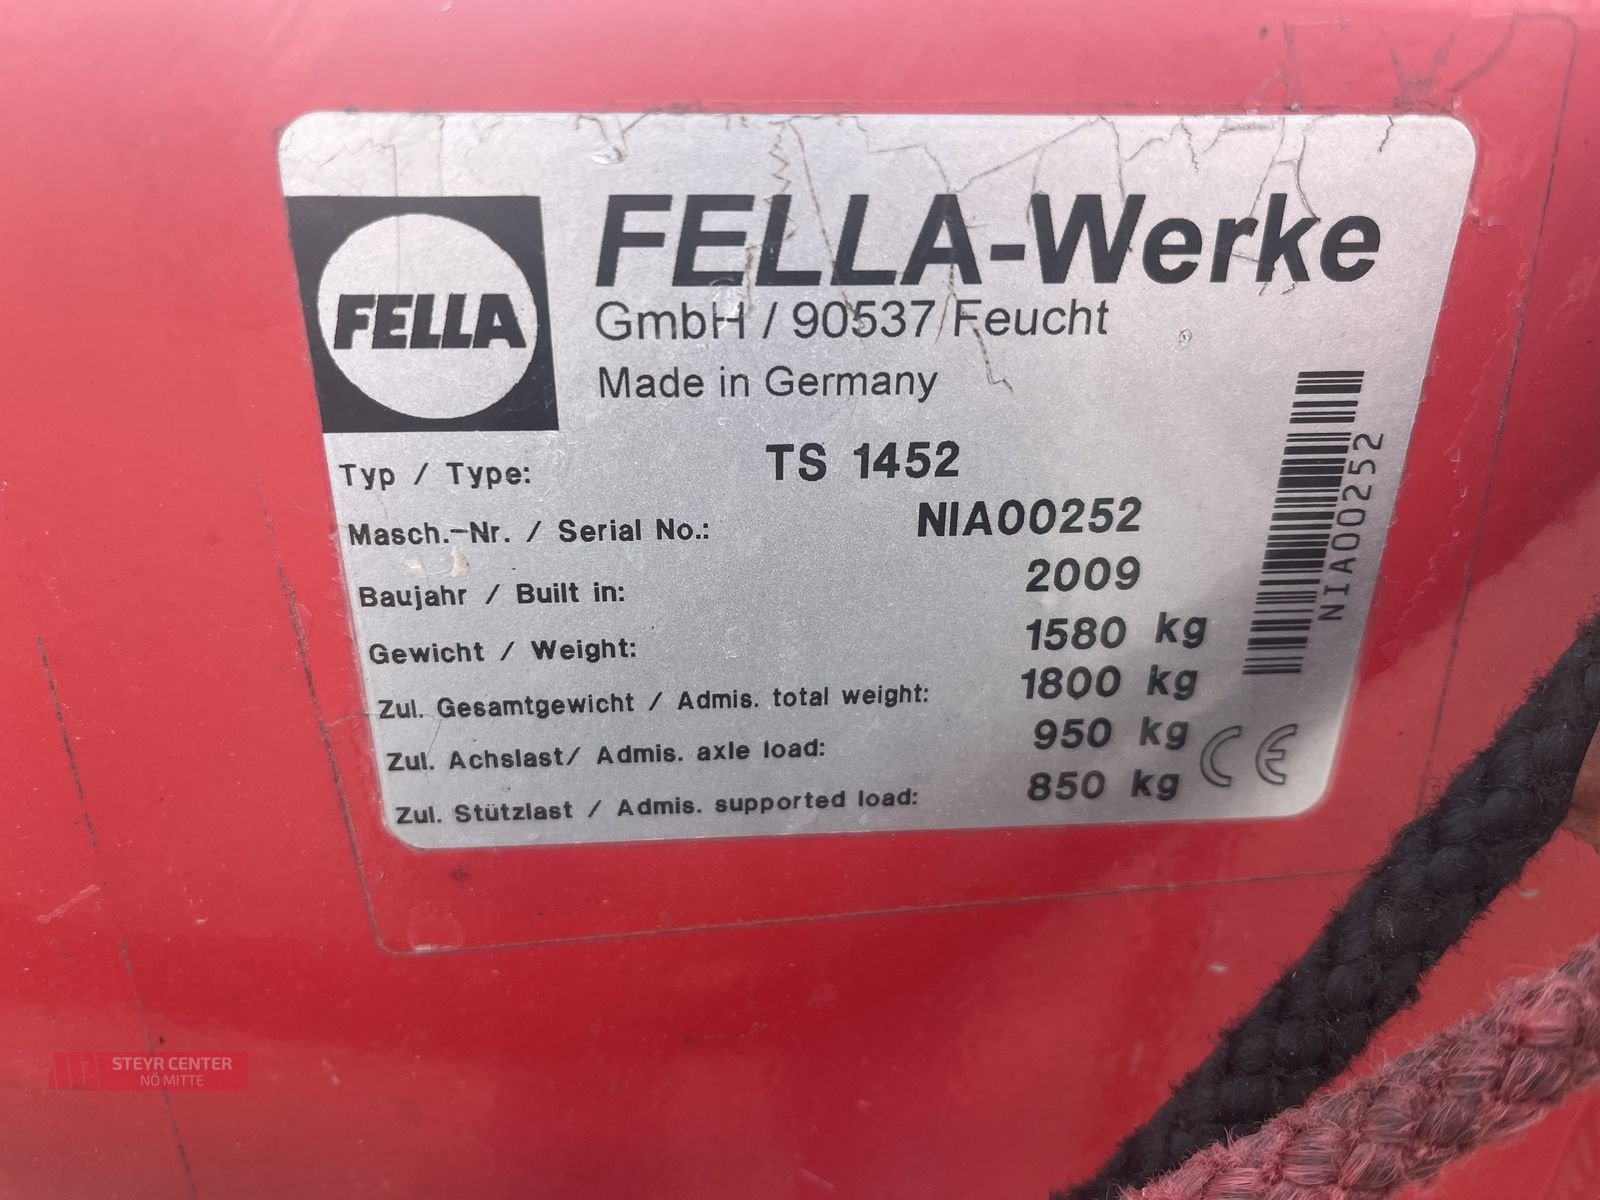 FELLA
FELLA-Werke
GmbH / 90537 Feucht
Made in Germany
Typ / Type: TS 1452
Masch.-Nr. / Serial No.: NIA00252
Baujahr / Built in: 2009
Gewicht / Weight: 1580 kg
Zul. Gesamtgewicht / Admis. total weight: 1800 kg
Zul. Achslast/ Admis. axle load: 950 kg
Zul. Stützlast / Admis. supported load: 850 kg
CE
NIA00252
STEYR CENTER
NÖ MITTE